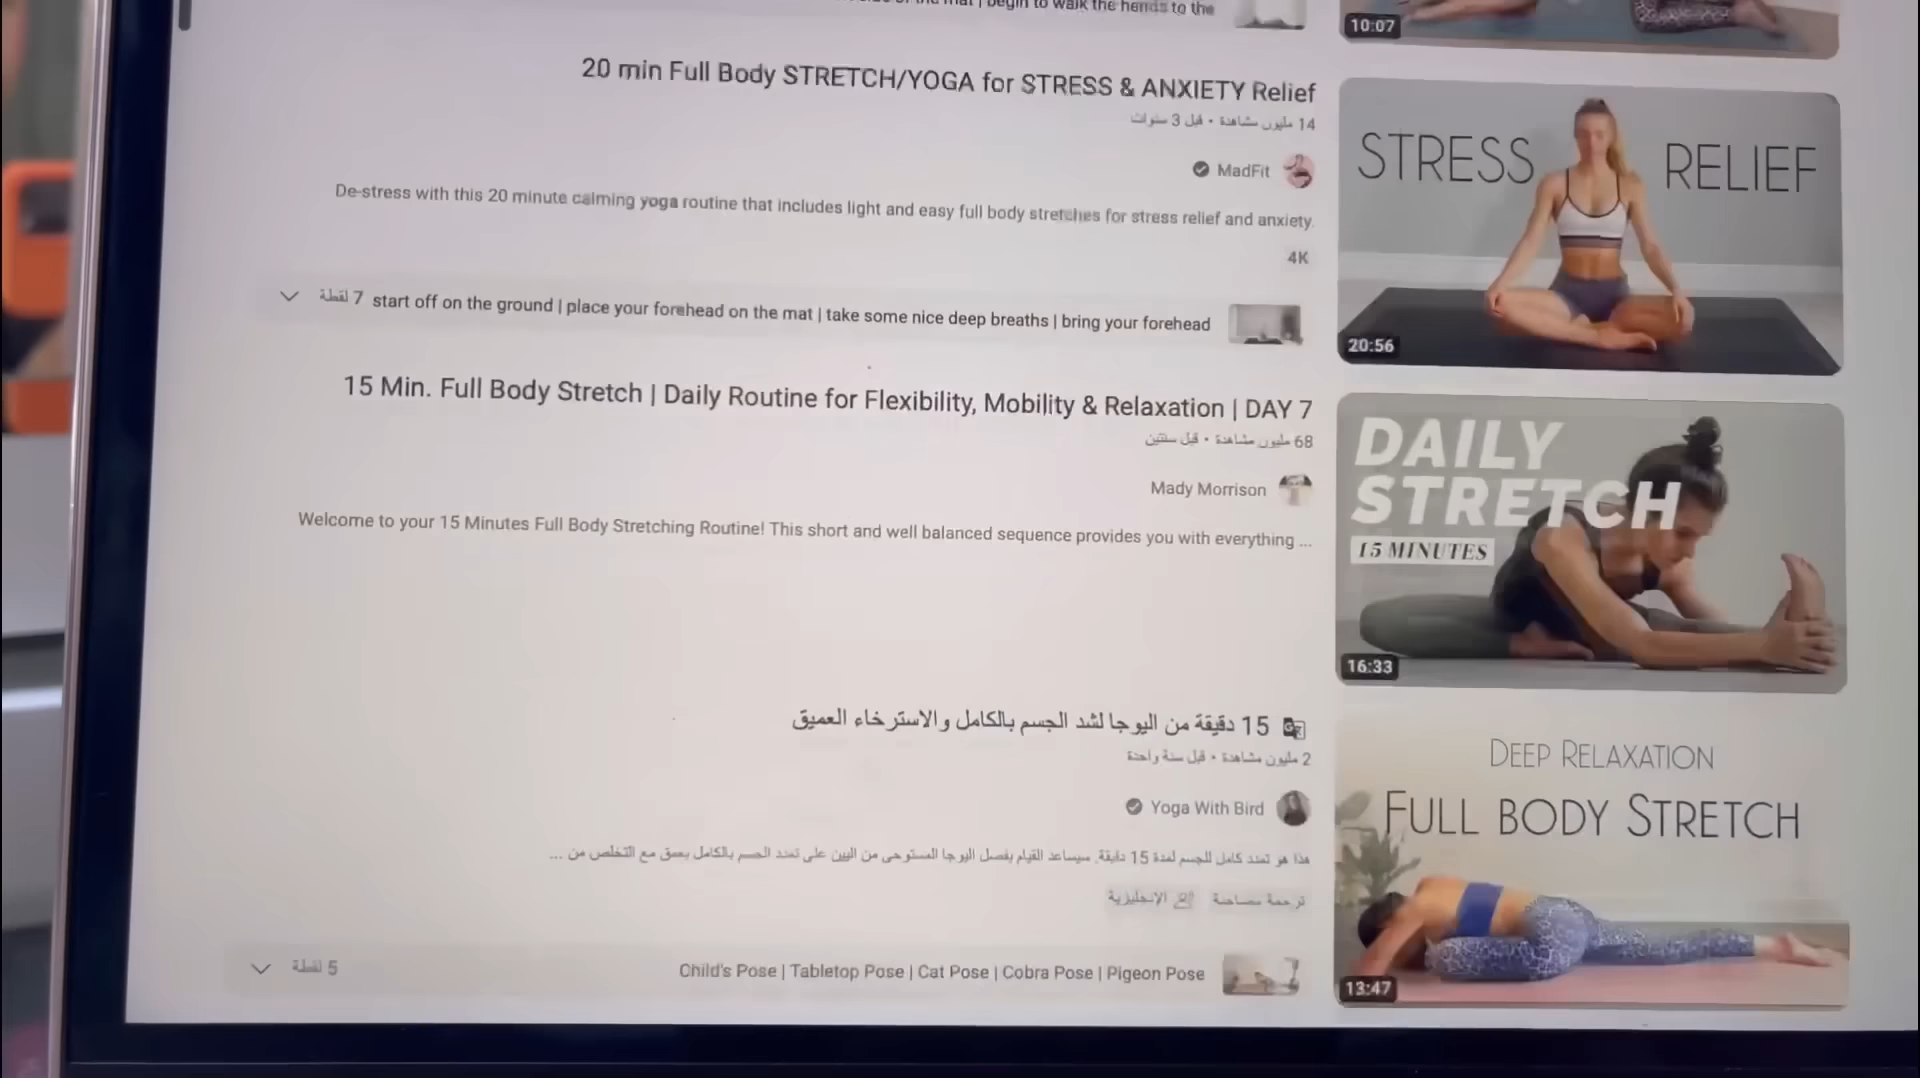 begin to walk the hends to the
10:07
20 min Full Body STRETCH/YOGA for STRESS & ANXIETY Relief
14 مليون مشاهدة • قبل 3 سنوات
MadFit
De-stress with this 20 minute calming yoga routine that includes light and easy full body stretches for stress relief and anxiety.
4K
7 لقطة
start off on the ground | place your forehead on the mat | take some nice deep breaths | bring your forehead
STRESS RELIEF
20:56
15 Min. Full Body Stretch | Daily Routine for Flexibility, Mobility & Relaxation | DAY 7
68 مليون مشاهدة • قبل سنتين
Mady Morrison
Welcome to your 15 Minutes Full Body Stretching Routine! This short and well balanced sequence provides you with everything ...
DAILY
STRETCH
15 MINUTES
16:33
15 دقيقة من اليوجا لشد الجسم بالكامل والاسترخاء العميق
2 مليون مشاهدة • قبل سنة واحدة
Yoga With Bird
هذا هو تمدد كامل للجسم لمدة 15 دقيقة. سيساعد القيام بفصل اليوجا المستوحى من اليين على تمدد الجسم بالكامل بعمق مع التخلص من ...
ترجمة مصاحبة
الإنجليزية
5 لقطة
Child's Pose | Tabletop Pose | Cat Pose | Cobra Pose | Pigeon Pose
DEEP RELAXATION
FULL BODY STRETCH
13:47